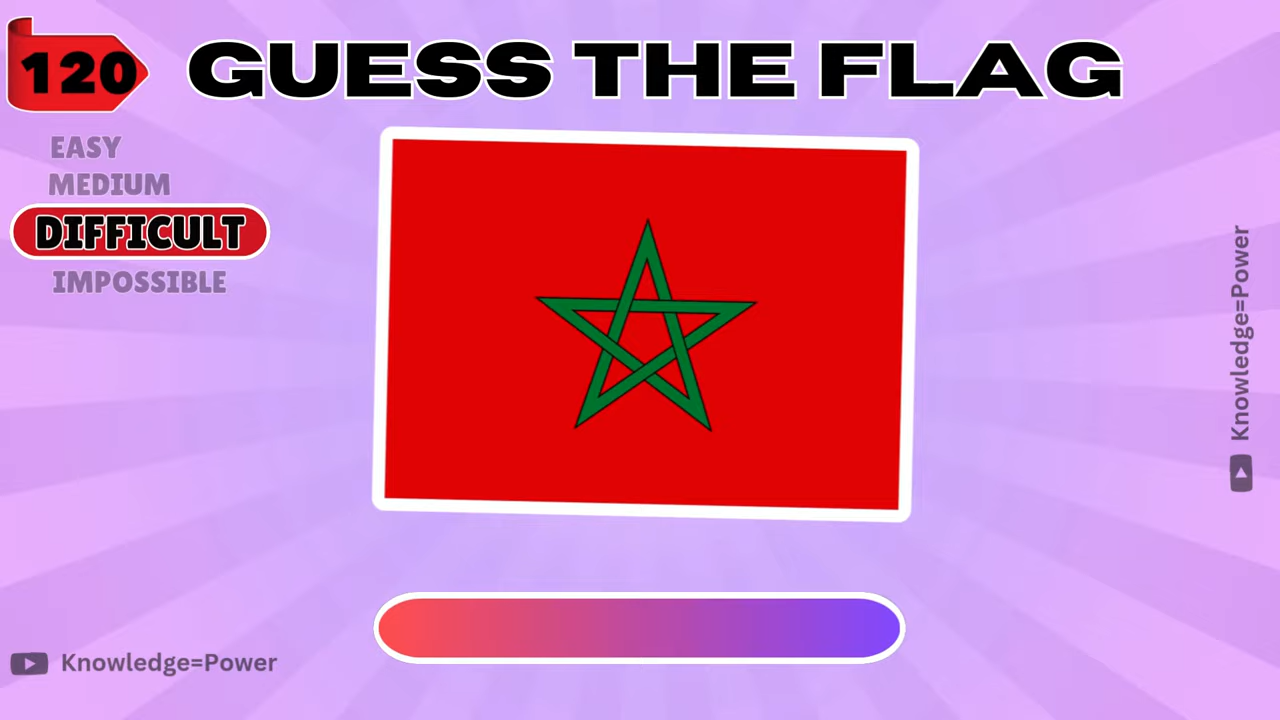 120
GUESS THE FLAG
EASY
MEDIUM
DIFFICULT
IMPOSSIBLE
Knowledge=Power
Knowledge=Power